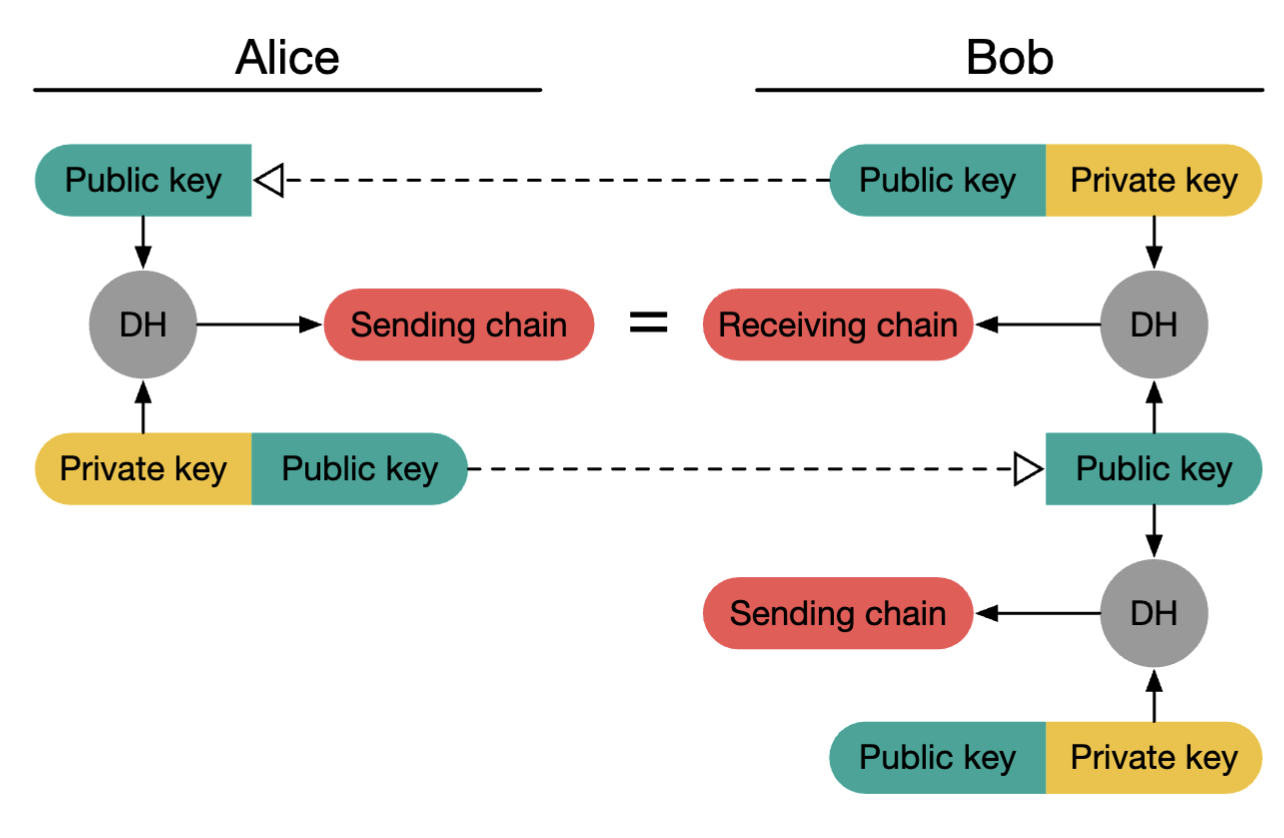 Alice
Bob
Public key
Public key
Private key
DH
Sending chain
=
Receiving chain
DH
Private key
Public key
Public key
Sending chain
DH
Public key
Private key